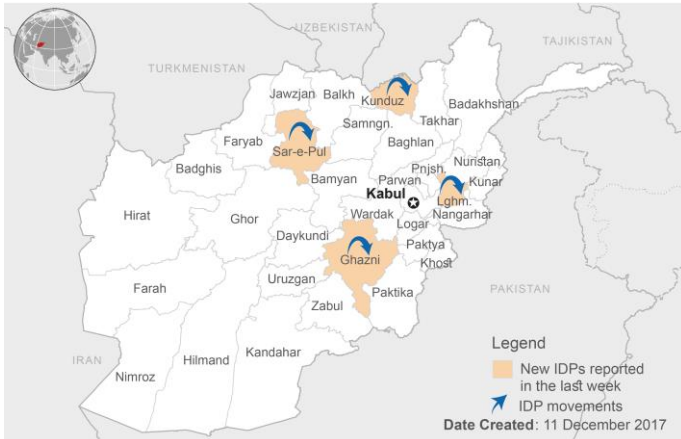 UZBEKISTAN
TAJIKISTAN
TURKMENISTAN
Jawzjan
Balkh
Kunduz
Badakhshan
Takhar
Samngn.
Faryab
Sar-e-Pul
Baghlan
Badghis
Nuristan
Pnjsh.
Bamyan
Parwan
Kunar
Kabul
Lghm.
Hirat
Ghor
Wardak
Nangarhar
Logar
Daykundi
Paktya
Ghazni
Khost
Uruzgan
Farah
Paktika
PAKISTAN
Zabul
Kandahar
IRAN
Hilmand
Nimroz
Legend
New IDPs reported
in the last week
IDP movements
Date Created: 11 December 2017